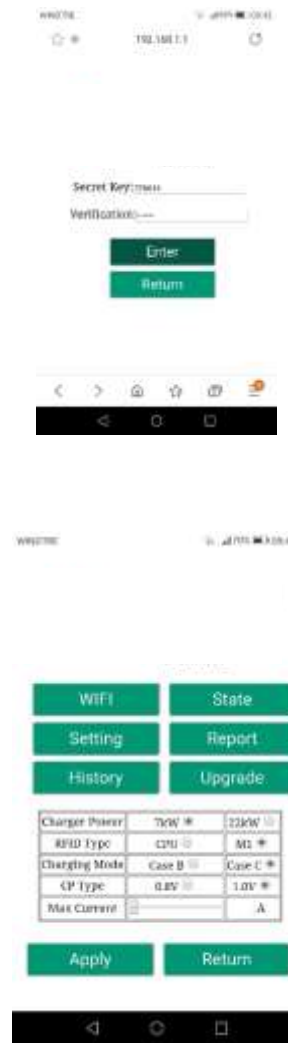 192.168.1.1
Secret Key:
Verification:
Enter
Return
WIFI State
Setting Report
History Upgrade
Charger Power 7kW 22kW
RFID Type CPU M1
Charging Mode Case B Case C
CP Type 0.8V 1.0V
Max Current A
Apply Return